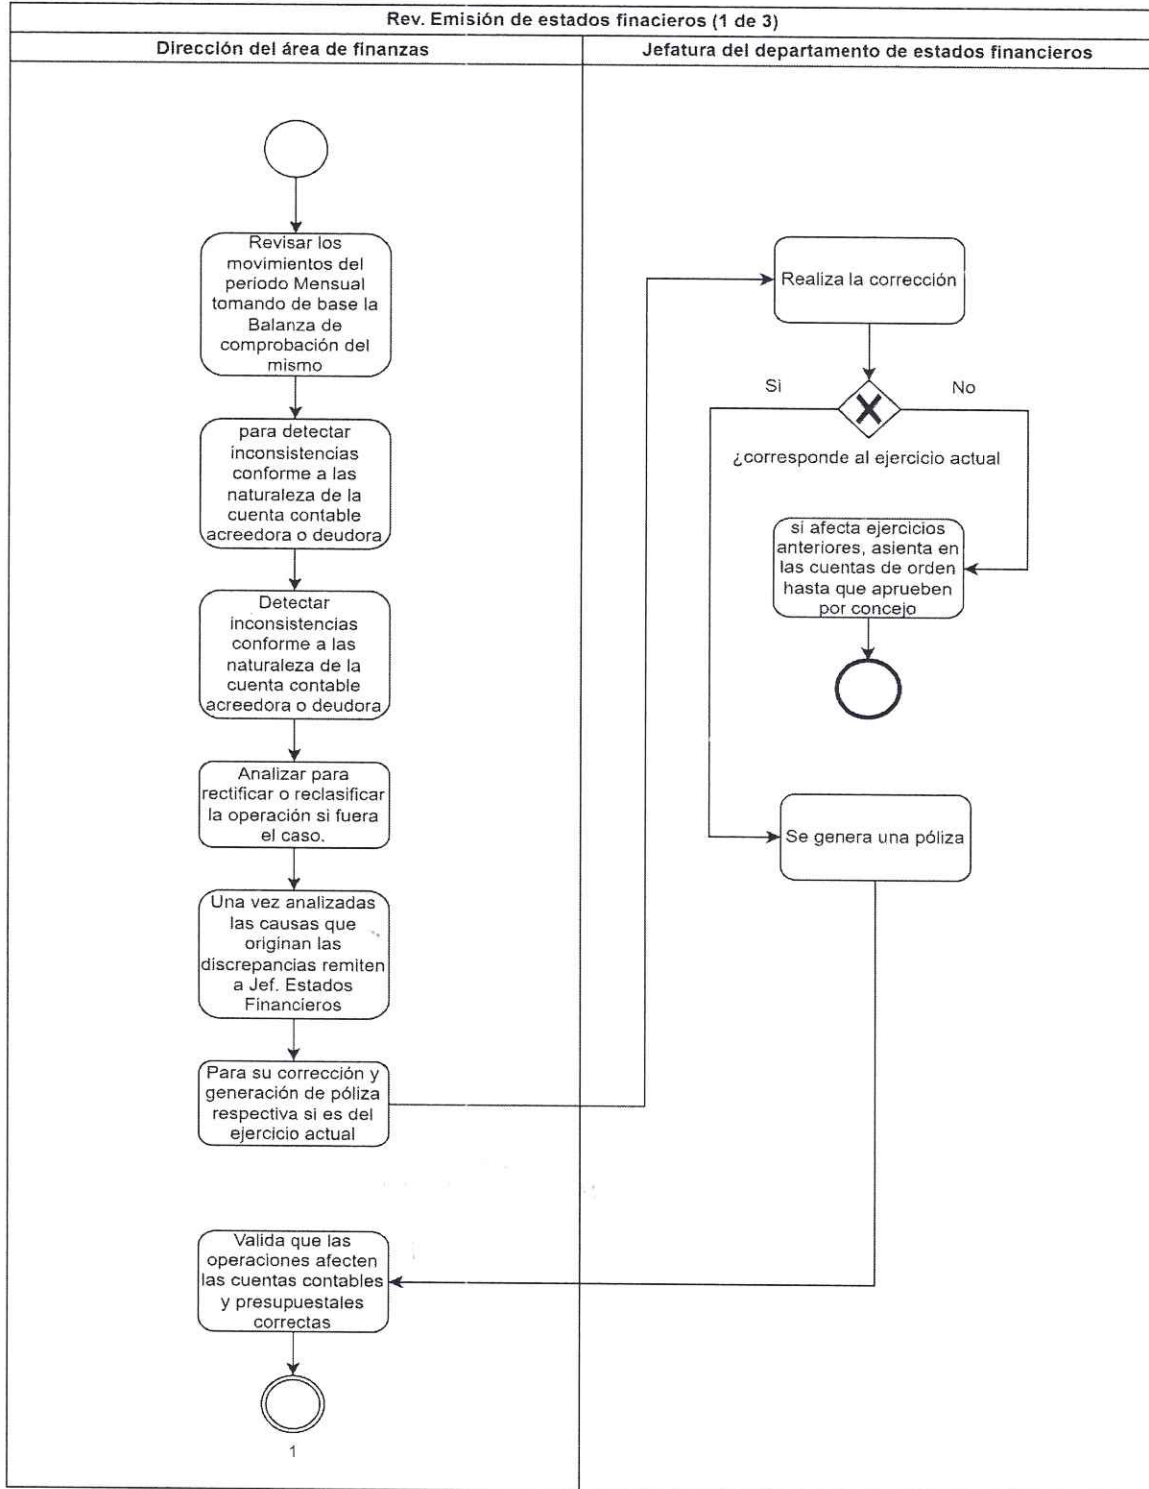 Rev. Emisión de estados finacieros (1 de 3)
Dirección del área de finanzas
Jefatura del departamento de estados financieros
Revisar los
movimientos del
período Mensual
tomando de base la
Balanza de
comprobación del
mismo
para detectar
inconsistencias
conforme a las
naturaleza de la
cuenta contable
acreedora o deudora
Detectar
inconsistencias
conforme a las
naturaleza de la
cuenta contable
acreedora o deudora
Analizar para
rectificar o reclasificar
la operación si fuera
el caso.
Una vez analizadas
las causas que
originan las
discrepancias remiten
a Jef. Estados
Financieros
Para su corrección y
generación de póliza
respectiva si es del
ejercicio actual
Realiza la corrección
Si
No
¿corresponde al ejercicio actual
si afecta ejercicios
anteriores, asienta en
las cuentas de orden
hasta que aprueben
por concejo
Se genera una póliza
Valida que las
operaciones afecten
las cuentas contables
y presupuestales
correctas
1